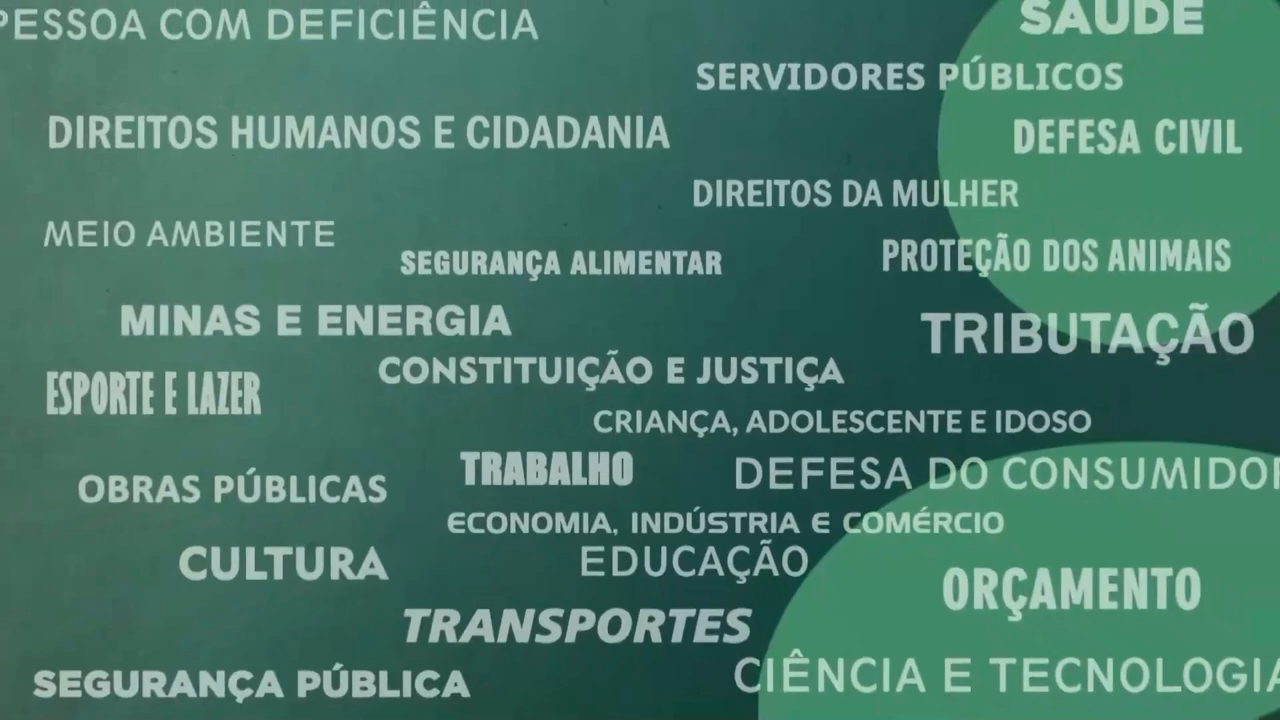 PESSOA COM DEFICIÊNCIA
SAÚDE
SERVIDORES PÚBLICOS
DIREITOS HUMANOS E CIDADANIA
DEFESA CIVIL
DIREITOS DA MULHER
MEIO AMBIENTE
SEGURANÇA ALIMENTAR
PROTEÇÃO DOS ANIMAIS
MINAS E ENERGIA
TRIBUTAÇÃO
CONSTITUIÇÃO E JUSTIÇA
ESPORTE E LAZER
CRIANÇA, ADOLESCENTE E IDOSO
TRABALHO
DEFESA DO CONSUMIDOR
OBRAS PÚBLICAS
ECONOMIA, INDÚSTRIA E COMÉRCIO
CULTURA
EDUCAÇÃO
ORÇAMENTO
TRANSPORTES
CIÊNCIA E TECNOLOGIA
SEGURANÇA PÚBLICA